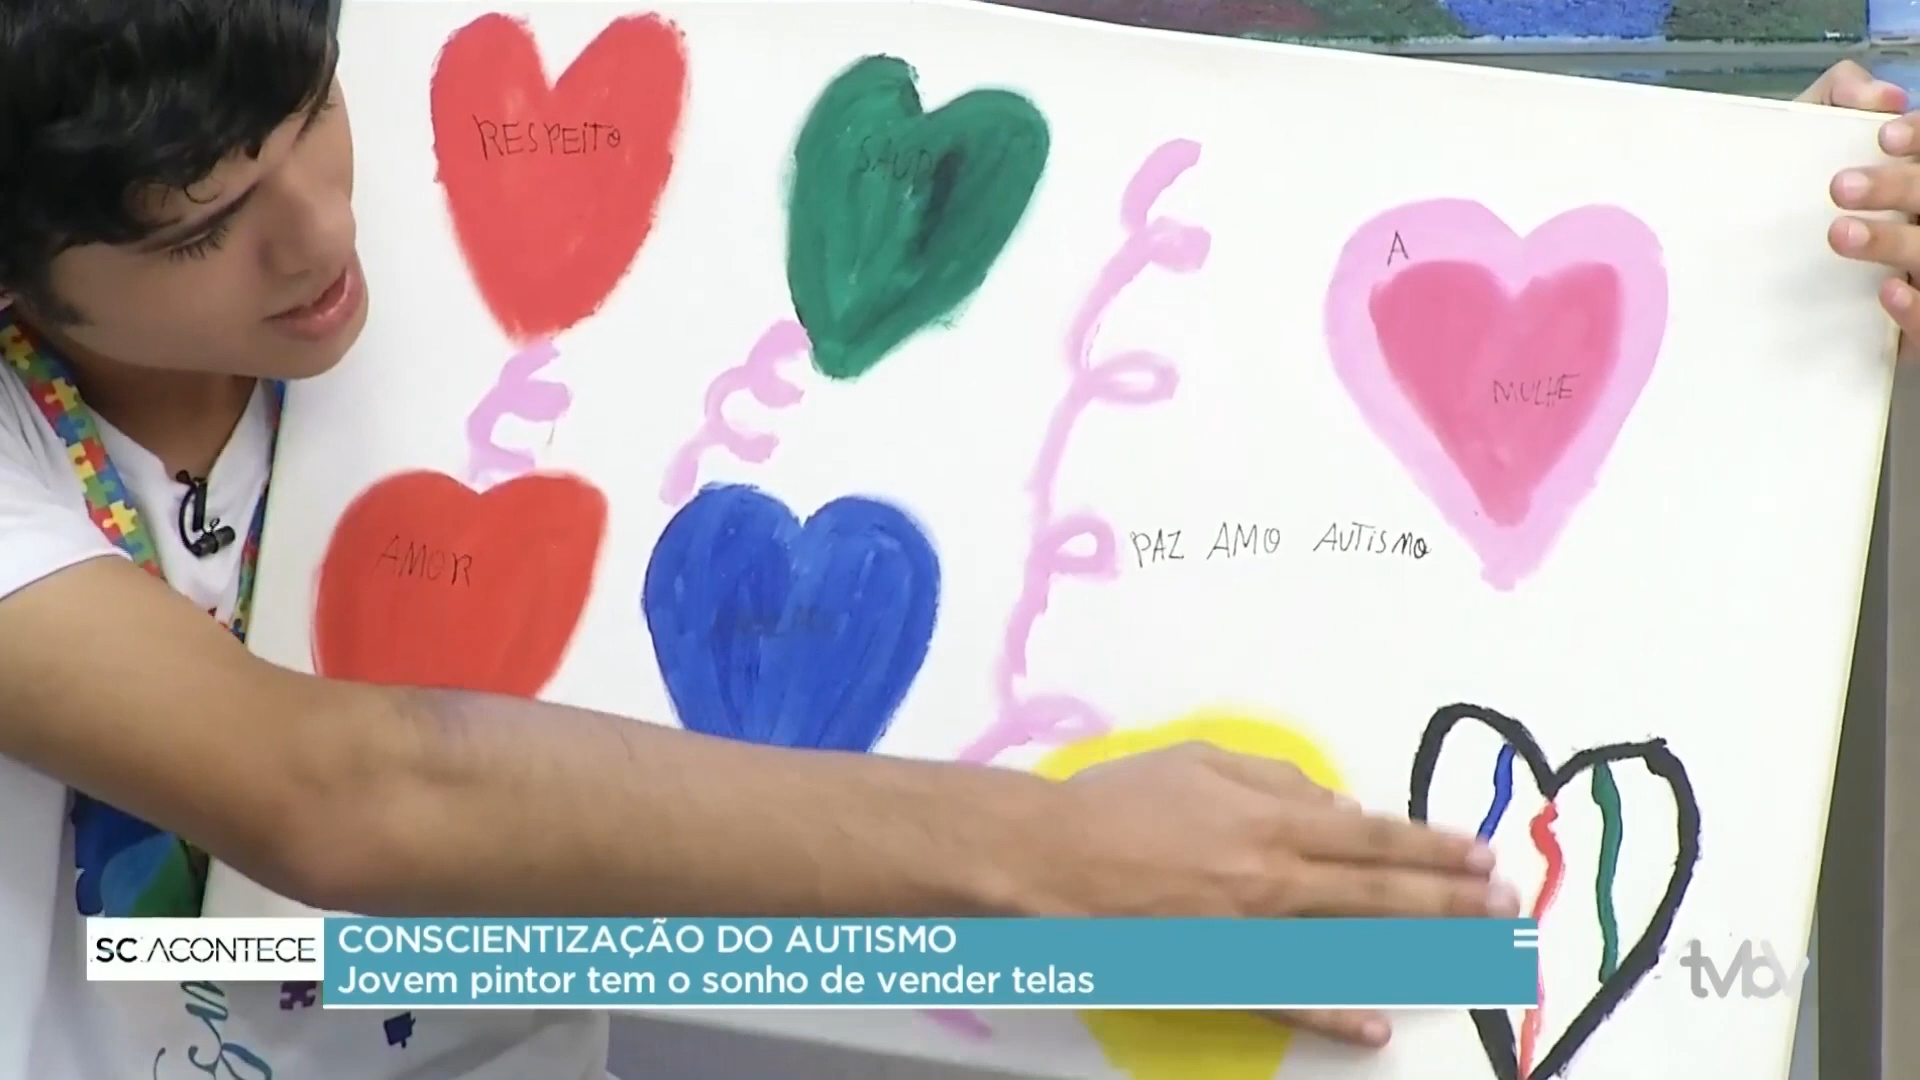 RESPEITO
A
MULHE
AMOR
PAZ AMO AUTISMO
SC ACONTECE
CONSCIENTIZAÇÃO DO AUTISMO
Jovem pintor tem o sonho de vender telas
tvbv